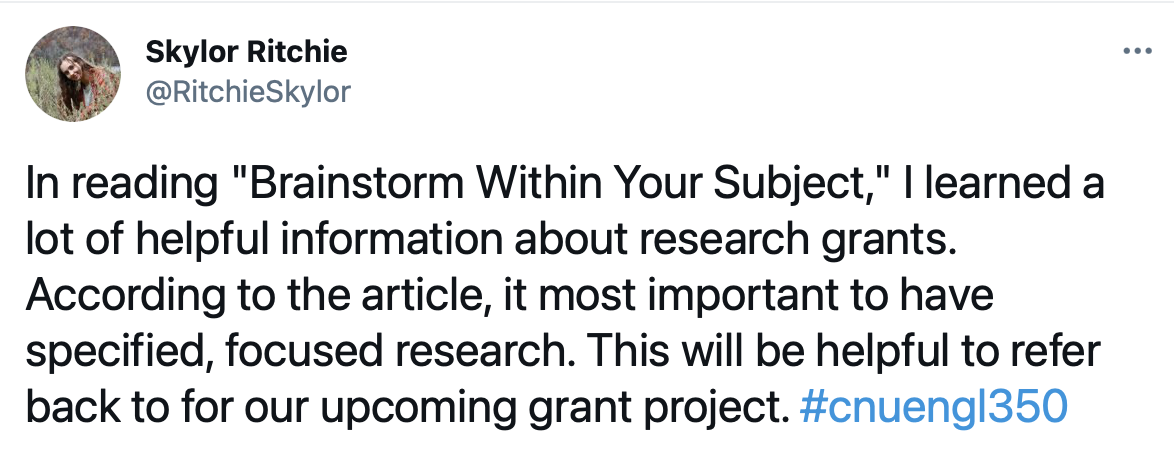 Skylor Ritchie
@RitchieSkylor
In reading "Brainstorm Within Your Subject," I learned a
lot of helpful information about research grants.
According to the article, it most important to have
specified, focused research. This will be helpful to refer
back to for our upcoming grant project. #cnuengl350